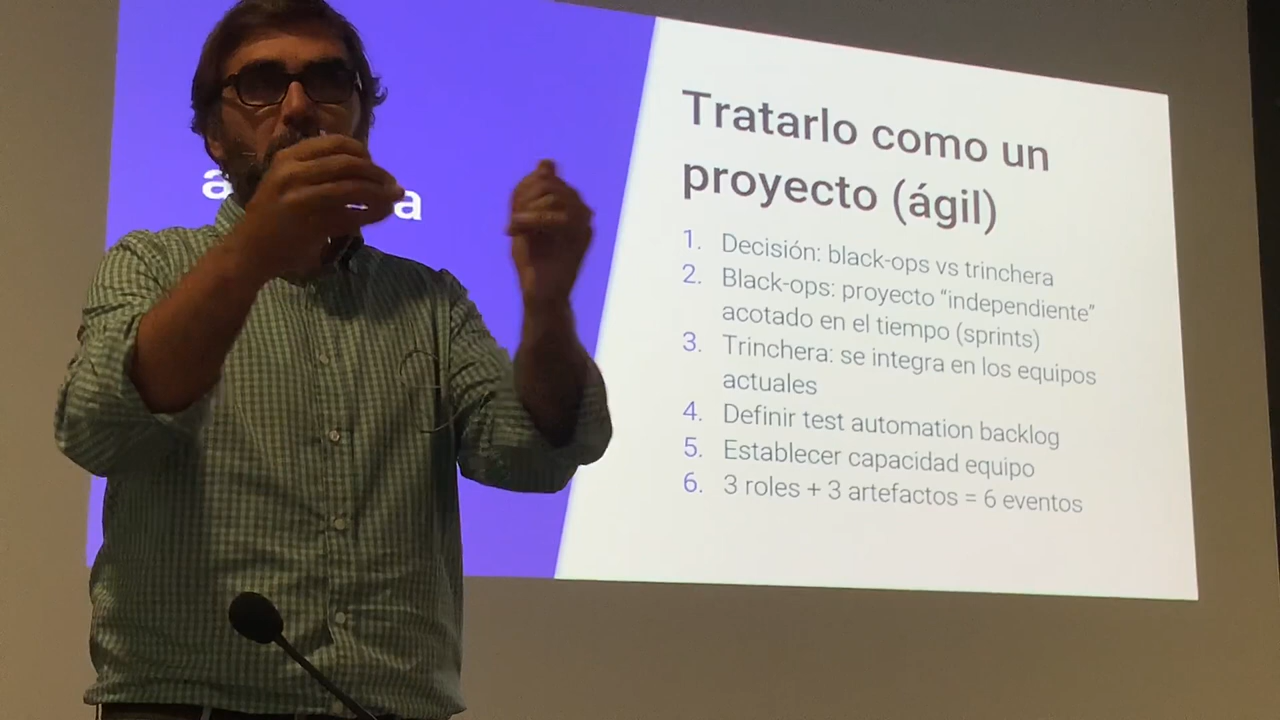 Tratarlo como un
proyecto (ágil)
1. Decisión: black-ops vs trinchera
2. Black-ops: proyecto “independiente”
acotado en el tiempo (sprints)
3. Trinchera: se integra en los equipos
actuales
4. Definir test automation backlog
5. Establecer capacidad equipo
6. 3 roles + 3 artefactos = 6 eventos